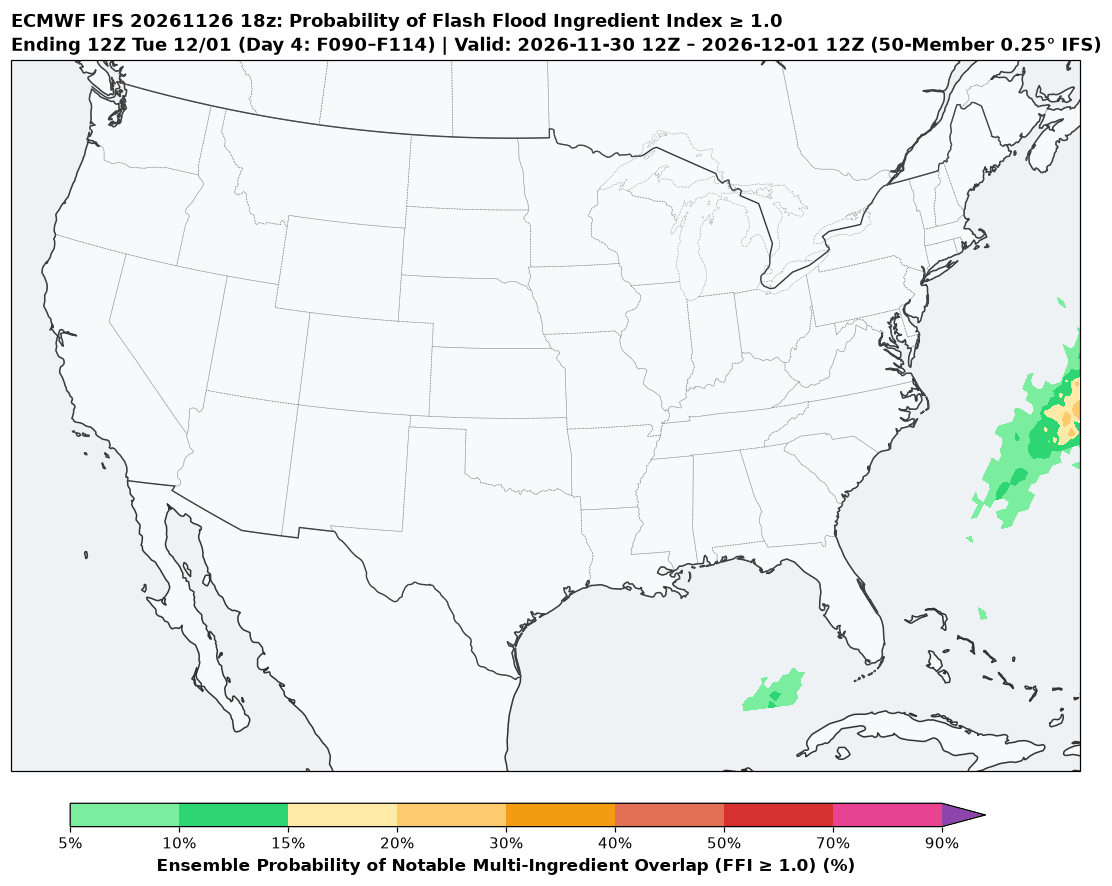 ECMWF IFS 20261126 18z: Probability of Flash Flood Ingredient Index ≥ 1.0
Ending 12Z Tue 12/01 (Day 4: F090–F114) | Valid: 2026-11-30 12Z – 2026-12-01 12Z (50-Member 0.25° IFS)
5% 10% 15% 20% 30% 40% 50% 70% 90%
Ensemble Probability of Notable Multi-Ingredient Overlap (FFI ≥ 1.0) (%)